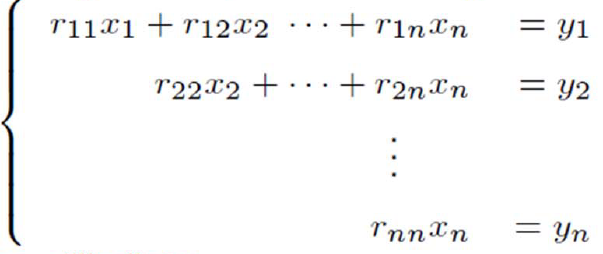 r₁₁x₁ + r₁₂x₂ ⋯ + r₁ₙxₙ = y₁
r₂₂x₂ + ⋯ + r₂ₙxₙ = y₂
⋮
rₙₙxₙ = yₙ